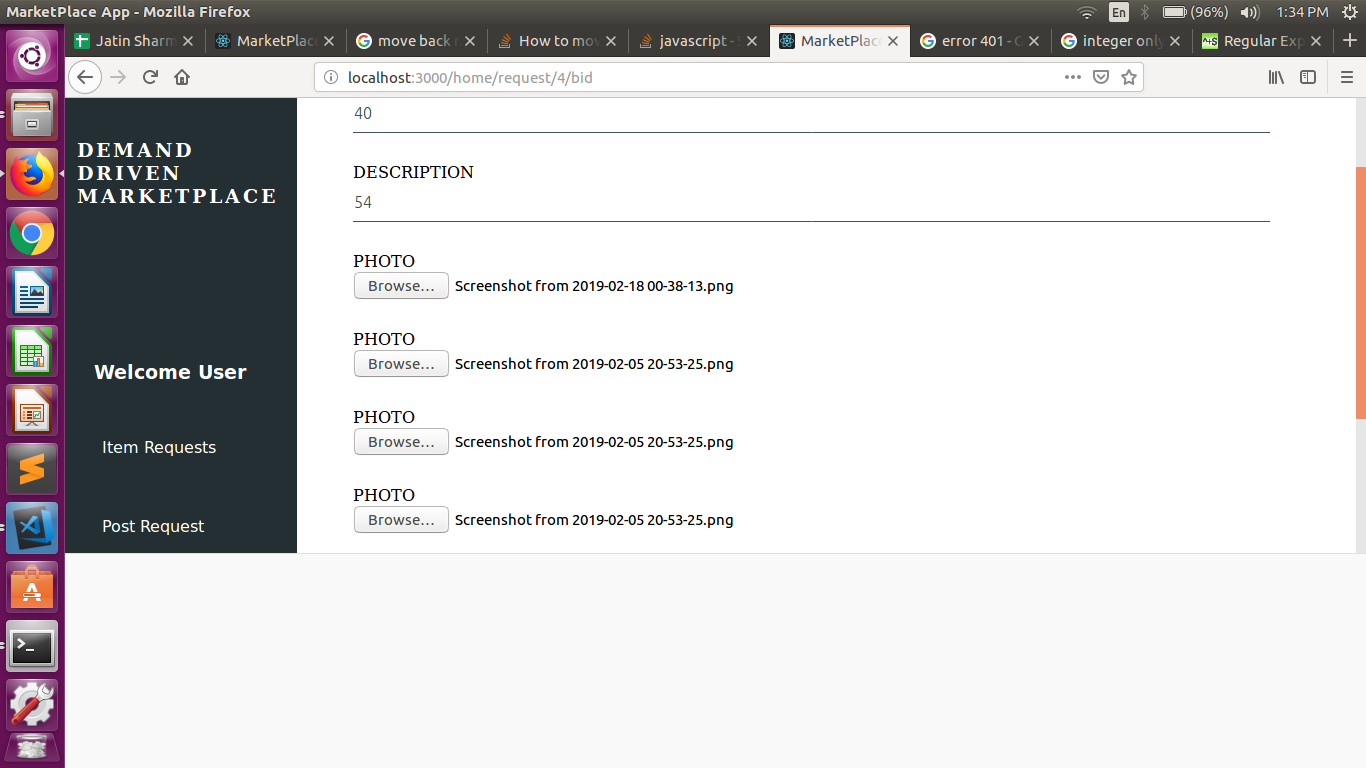 MarketPlace App - Mozilla Firefox
En
(96%)
1:34 PM
Jatin Sharm
MarketPlac
move back
How to mov
javascript -
MarketPlac
error 401 -
integer only
Regular Exp
localhost:3000/home/request/4/bid
DEMAND
DRIVEN
MARKETPLACE
Welcome User
Item Requests
Post Request
40
DESCRIPTION
54
PHOTO
Browse... Screenshot from 2019-02-18 00-38-13.png
PHOTO
Browse... Screenshot from 2019-02-05 20-53-25.png
PHOTO
Browse... Screenshot from 2019-02-05 20-53-25.png
PHOTO
Browse... Screenshot from 2019-02-05 20-53-25.png